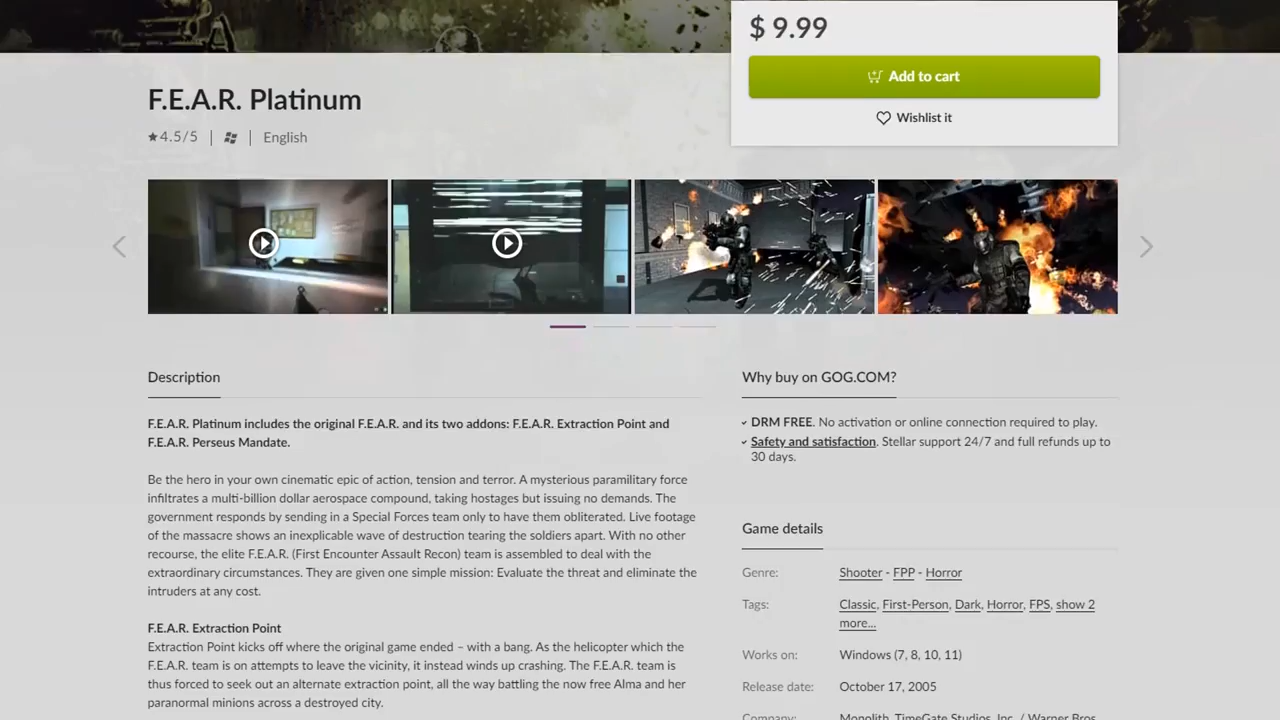 $ 9.99
Add to cart
Wishlist it
F.E.A.R. Platinum
4.5/5 | | English
Description
F.E.A.R. Platinum includes the original F.E.A.R. and its two addons: F.E.A.R. Extraction Point and
F.E.A.R. Perseus Mandate.
Be the hero in your own cinematic epic of action, tension and terror. A mysterious paramilitary force
infiltrates a multi-billion dollar aerospace compound, taking hostages but issuing no demands. The
government responds by sending in a Special Forces team only to have them obliterated. Live footage
of the massacre shows an inexplicable wave of destruction tearing the soldiers apart. With no other
recourse, the elite F.E.A.R. (First Encounter Assault Recon) team is assembled to deal with the
extraordinary circumstances. They are given one simple mission: Evaluate the threat and eliminate the
intruders at any cost.
F.E.A.R. Extraction Point
Extraction Point kicks off where the original game ended – with a bang. As the helicopter which the
F.E.A.R. team is on attempts to leave the vicinity, it instead winds up crashing. The F.E.A.R. team is
thus forced to seek out an alternate extraction point, all the way battling the now free Alma and her
paranormal minions across a destroyed city.
Why buy on GOG.COM?
DRM FREE. No activation or online connection required to play.
Safety and satisfaction. Stellar support 24/7 and full refunds up to
30 days.
Game details
Genre: Shooter - FPP - Horror
Tags: Classic, First-Person, Dark, Horror, FPS, show 2
more...
Works on: Windows (7, 8, 10, 11)
Release date: October 17, 2005
Company: Monolith, TimeGate Studios, Inc. / Warner Bros.